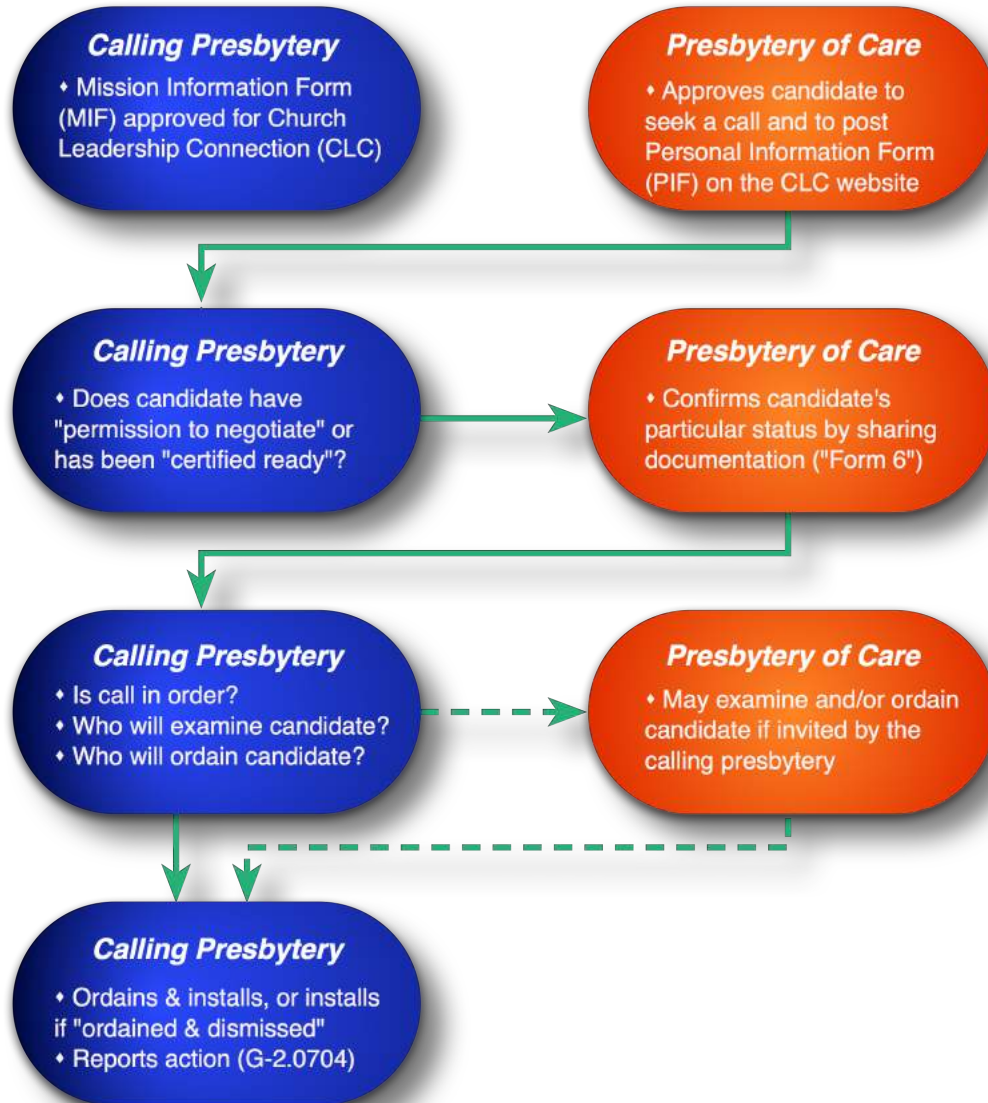 Calling Presbytery
• Mission Information Form
(MIF) approved for Church
Leadership Connection (CLC)
Presbytery of Care
• Approves candidate to
seek a call and to post
Personal Information Form
(PIF) on the CLC website
Calling Presbytery
• Does candidate have
"permission to negotiate" or
has been "certified ready"?
Presbytery of Care
• Confirms candidate's
particular status by sharing
documentation ("Form 6")
Calling Presbytery
• Is call in order?
• Who will examine candidate?
• Who will ordain candidate?
Presbytery of Care
• May examine and/or ordain
candidate if invited by the
calling presbytery
Calling Presbytery
• Ordains & installs, or installs
if "ordained & dismissed"
• Reports action (G-2.0704)